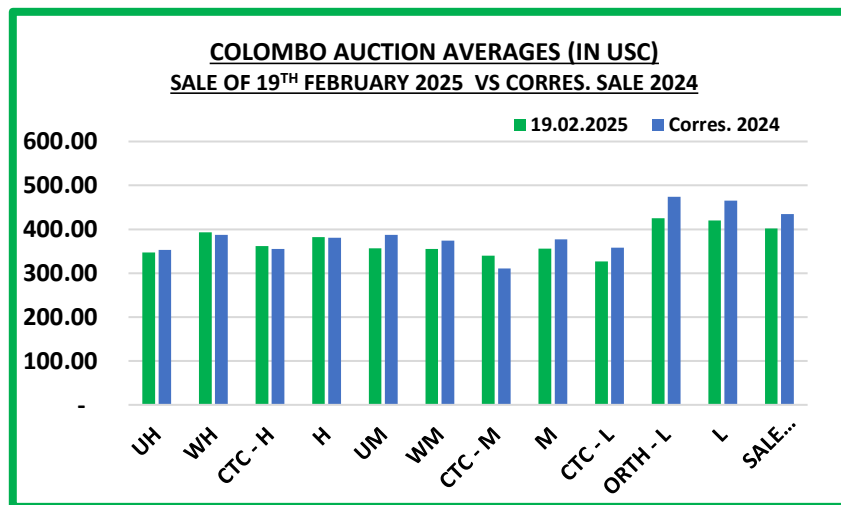 COLOMBO AUCTION AVERAGES (IN USC)
SALE OF 19TH FEBRUARY 2025 VS CORRES. SALE 2024
19.02.2025 Corres. 2024
600.00
500.00
400.00
300.00
200.00
100.00
-
UH WH CTC - H H UM WM CTC - M M CTC - L ORTH - L L SALE...